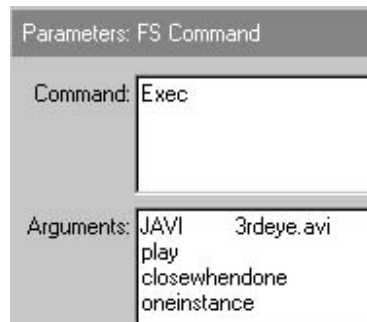 Parameters: FS Command
Command: Exec
Arguments: JAVI 3rdeye.avi
play
closewhendone
oneinstance